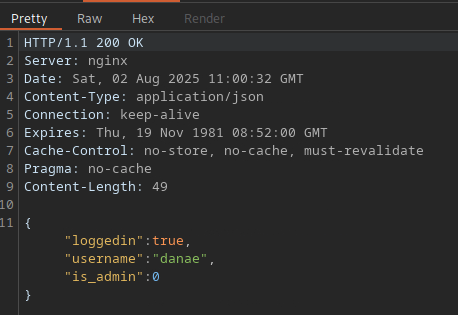 Pretty Raw Hex Render
1 HTTP/1.1 200 OK
2 Server: nginx
3 Date: Sat, 02 Aug 2025 11:00:32 GMT
4 Content-Type: application/json
5 Connection: keep-alive
6 Expires: Thu, 19 Nov 1981 08:52:00 GMT
7 Cache-Control: no-store, no-cache, must-revalidate
8 Pragma: no-cache
9 Content-Length: 49
10
11 {
"loggedin":true,
"username":"danae",
"is_admin":0
}